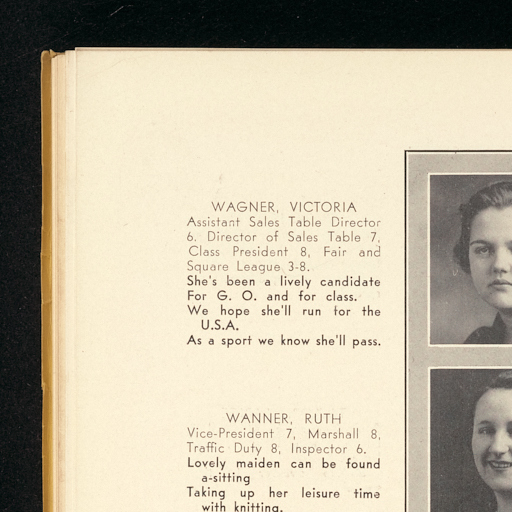 WAGNER, VICTORIA
Assistant Sales Table Director
6. Director of Sales Table 7,
Class President 8, Fair and
Square League 3-8.
She's been a lively candidate
For G. O. and for class.
We hope she'll run for the
U.S.A.
As a sport we know she'll pass.
WANNER, RUTH
Vice-President 7, Marshall 8,
Traffic Duty 8, Inspector 6.
Lovely maiden can be found
a-sitting
Taking up her leisure time
with knitting.